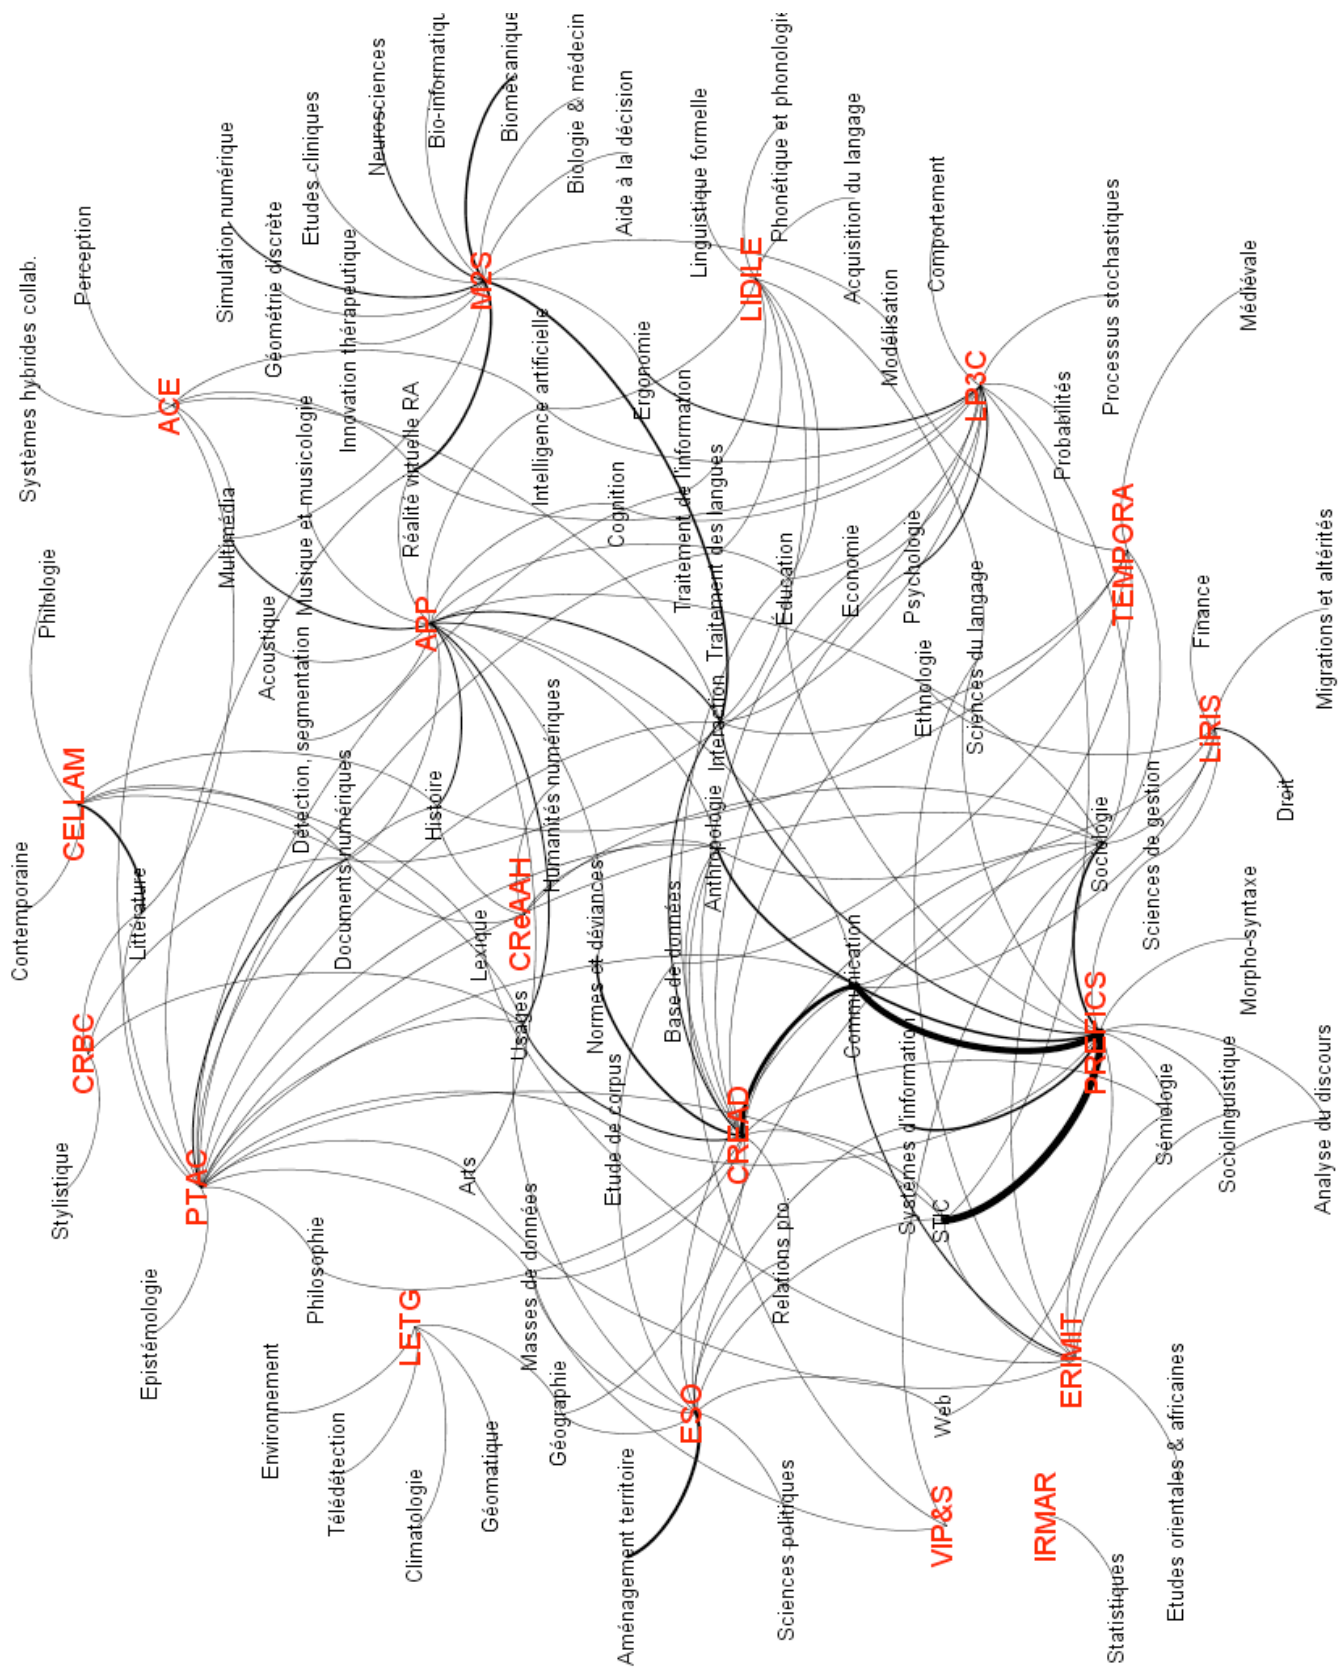 Systèmes hybrides collab.
Perception
ACE
Simulation numérique
Géométrie discrète
Etudes cliniques
Innovation thérapeutique
Neurosciences
Bio-informatiq
Biomécanique
Biologie & médecin
Aide à la décision
M2S
Linguistique formelle
Phonétique et phonologie
Acquisition du langage
LIDILE
Modélisation
Comportement
Processus stochastiques
Probabilités
LP3C
Médiévale
TEMPORA
Migrations et altérités
Finance
LIRIS
Droit
Philologie
CELLAM
Contemporaine
Littérature
Multimédia
Acoustique
Musique et musicologie
Détection, segmentation
Réalité virtuelle RA
Intelligence artificielle
Ergonomie
Cognition
APP
Traitement de l'information
Traitement des langues
Interaction
Éducation
Economie
Psychologie
Ethnologie
Sciences du langage
Documents numériques
Histoire
CReAAH
Humanités numériques
Lexique
Usages
Normes et déviances
Base de données
Anthropologie
Communication
Sociologie
Sciences de gestion
CRBC
Stylistique
PTAC
Epistémologie
Philosophie
Arts
Masses de données
Etude de corpus
CREAD
Relations pro.
Systèmes d'information
STIC
PREFICS
Morpho-syntaxe
Sémiologie
Sociolinguistique
Analyse du discours
LETG
Environnement
Télédétection
Climatologie
Géomatique
Géographie
ESO
Aménagement territoire
Sciences politiques
Web
VIP&S
ERIMIT
Etudes orientales & africaines
IRMAR
Statistiques